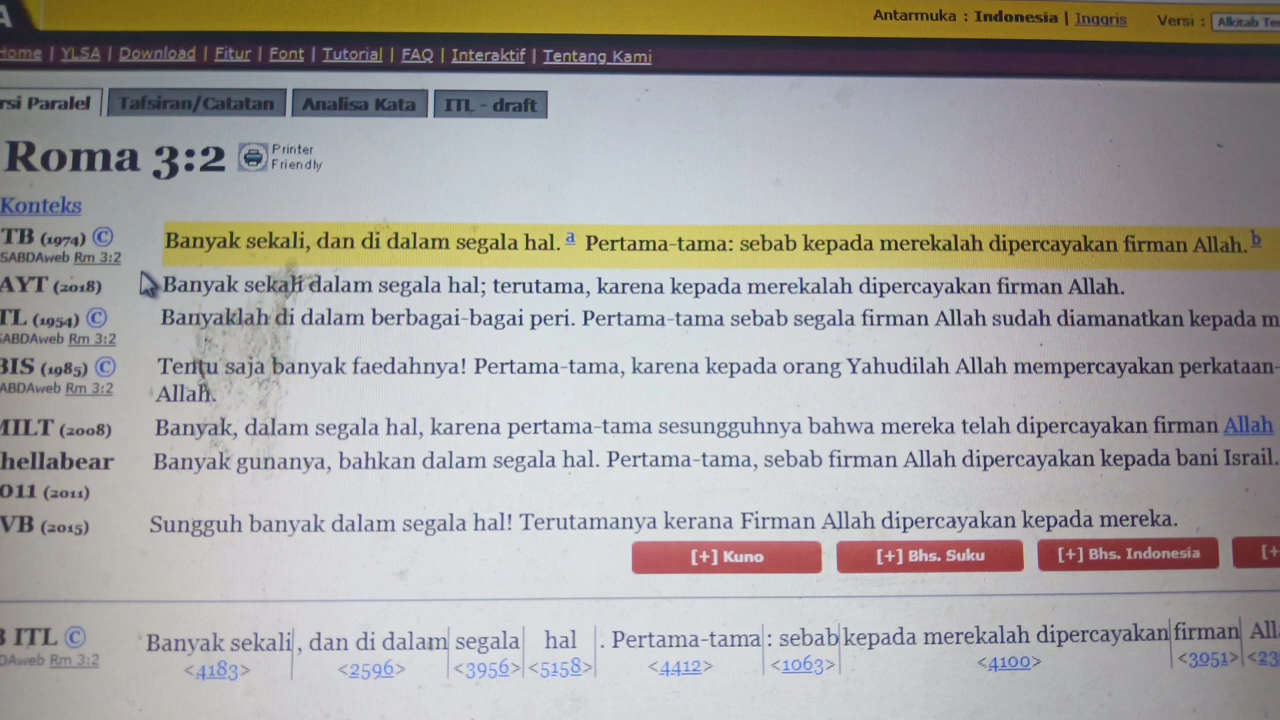 A
Antarmuka : Indonesia | Inggris Versi : Alkitab
Home | YLSA | Download | Fitur | Font | Tutorial | FAQ | Interaktif | Tentang Kami
rsi Paralel Tafsiran/Catatan Analisa Kata ITL - draft
Roma 3:2 Printer Friendly
Konteks
TB (1974) © Banyak sekali, dan di dalam segala hal. a Pertama-tama: sebab kepada merekalah dipercayakan firman Allah. b
SABDAweb Rm 3:2
AYT (2018) Banyak sekali dalam segala hal; terutama, karena kepada merekalah dipercayakan firman Allah.
TL (1954) © Banyaklah di dalam berbagai-bagai peri. Pertama-tama sebab segala firman Allah sudah diamanatkan kepada m
SABDAweb Rm 3:2
BIS (1985) © Tentu saja banyak faedahnya! Pertama-tama, karena kepada orang Yahudilah Allah mempercayakan perkataan-
ABDAweb Rm 3:2 Allah.
MILT (2008) Banyak, dalam segala hal, karena pertama-tama sesungguhnya bahwa mereka telah dipercayakan firman Allah
hellabear Banyak gunanya, bahkan dalam segala hal. Pertama-tama, sebab firman Allah dipercayakan kepada bani Israil.
011 (2011)
VB (2015) Sungguh banyak dalam segala hal! Terutamanya kerana Firman Allah dipercayakan kepada mereka.
[+] Kuno [+] Bhs. Suku [+] Bhs. Indonesia [+
B ITL © Banyak sekali , dan di dalam segala hal . Pertama-tama : sebab kepada merekalah dipercayakan firman All
DAweb Rm 3:2 <4183> <2596> <3956> <5158> <4412> <1063> <4100> <3051> <23